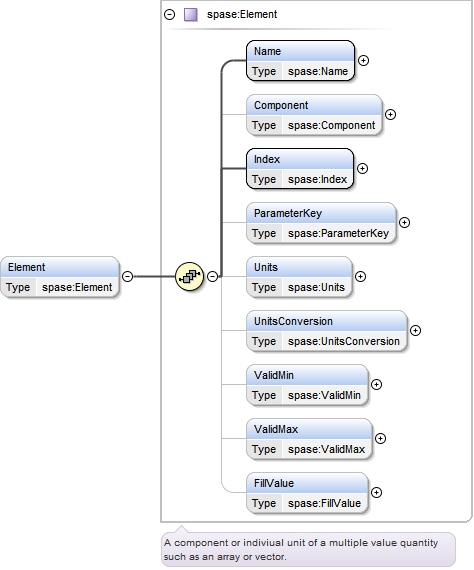 spase:Element
Name
Type spase:Name
Component
Type spase:Component
Index
Type spase:Index
ParameterKey
Type spase:ParameterKey
Element
Type spase:Element
Units
Type spase:Units
UnitsConversion
Type spase:UnitsConversion
ValidMin
Type spase:ValidMin
ValidMax
Type spase:ValidMax
FillValue
Type spase:FillValue
A component or indiviual unit of a multiple value quantity
such as an array or vector.